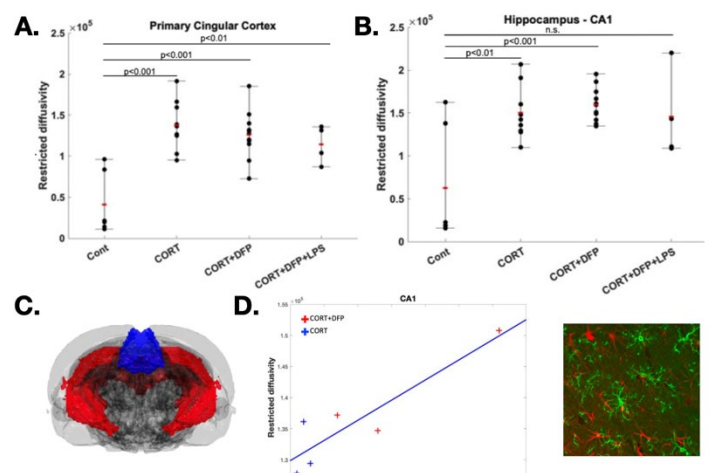 A.
Primary Cingular Cortex
×10⁵
p<0.01
p<0.001
p<0.001
Restricted diffusivity
2.5
2
1.5
1
0.5
0
Cont
CORT
CORT+DFP
CORT+DFP+LPS
B.
Hippocampus - CA1
×10⁵
n.s.
p<0.001
p<0.01
Restricted diffusivity
2.5
2
1.5
1
0.5
0
Cont
CORT
CORT+DFP
CORT+DFP+LPS
C.
D.
CA1
CORT+DFP
CORT
Restricted diffusivity
1.55
1.5
1.45
1.4
1.35
1.3